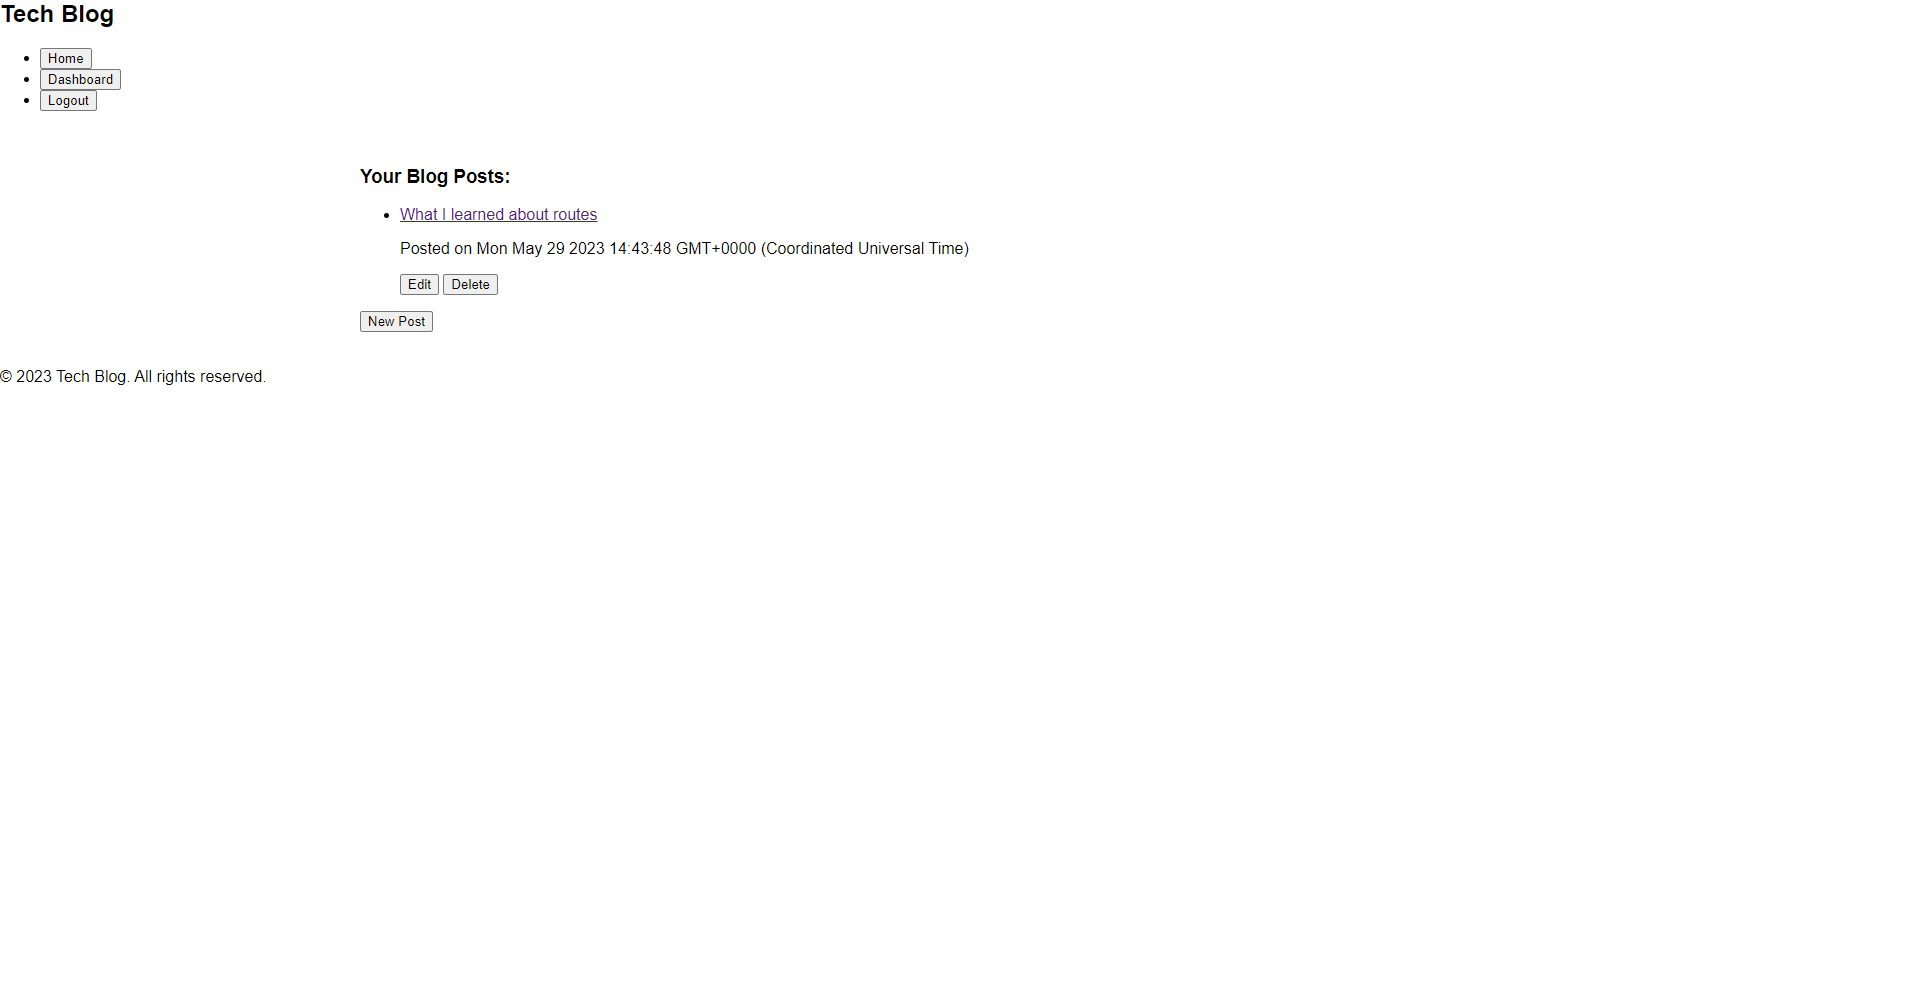 Tech Blog
Home
Dashboard
Logout
Your Blog Posts:
What I learned about routes
Posted on Mon May 29 2023 14:43:48 GMT+0000 (Coordinated Universal Time)
Edit Delete
New Post
© 2023 Tech Blog. All rights reserved.